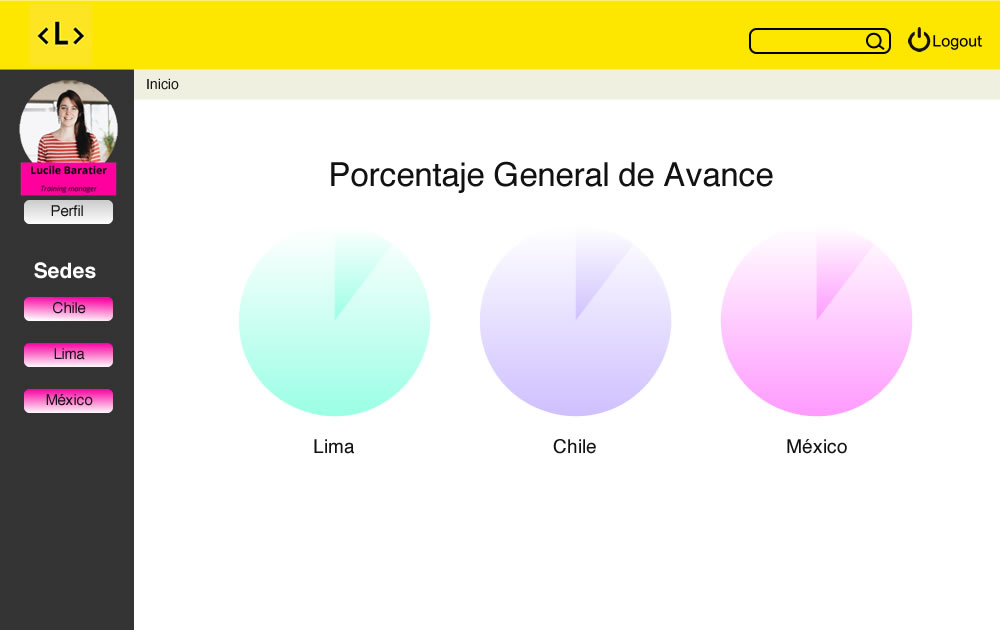 <L>
Logout
Inicio
Lucile Baratier
Training manager
Perfil
Sedes
Chile
Lima
México
Porcentaje General de Avance
Lima
Chile
México